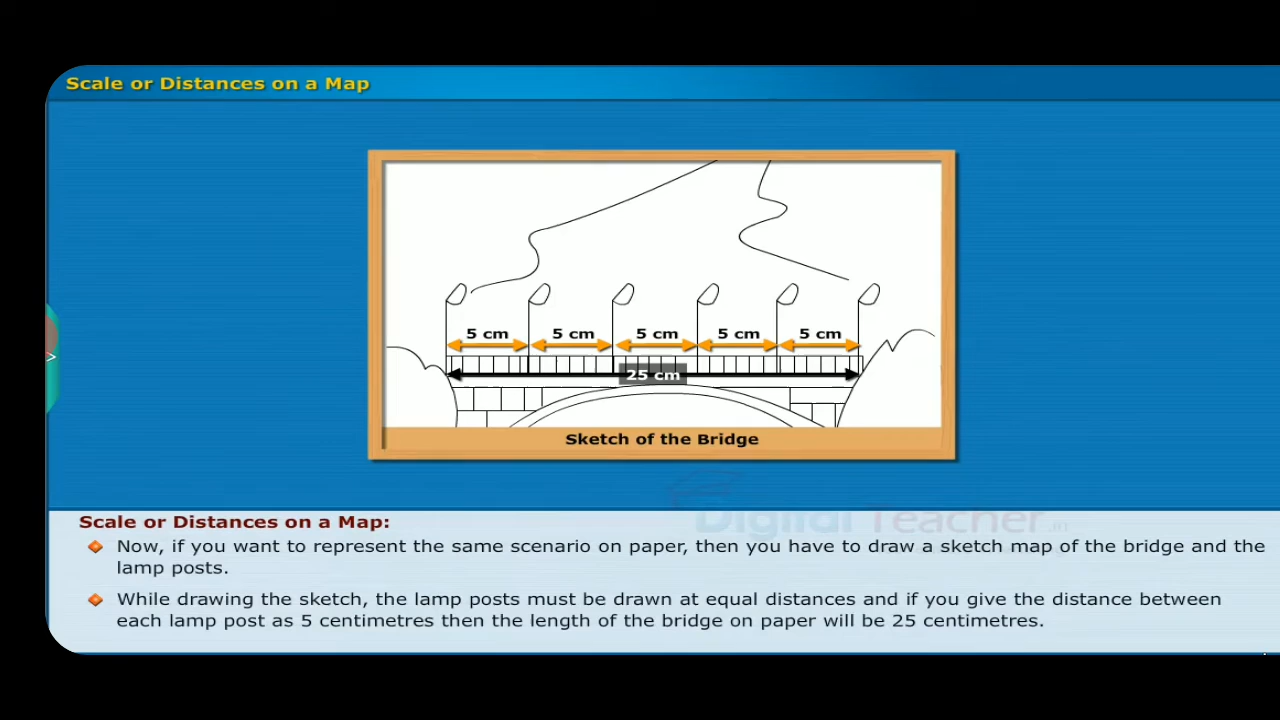 Scale or Distances on a Map
5 cm 5 cm 5 cm 5 cm 5 cm
25 cm
Sketch of the Bridge
Digital Teacher
Scale or Distances on a Map:
Now, if you want to represent the same scenario on paper, then you have to draw a sketch map of the bridge and the
lamp posts.
While drawing the sketch, the lamp posts must be drawn at equal distances and if you give the distance between
each lamp post as 5 centimetres then the length of the bridge on paper will be 25 centimetres.